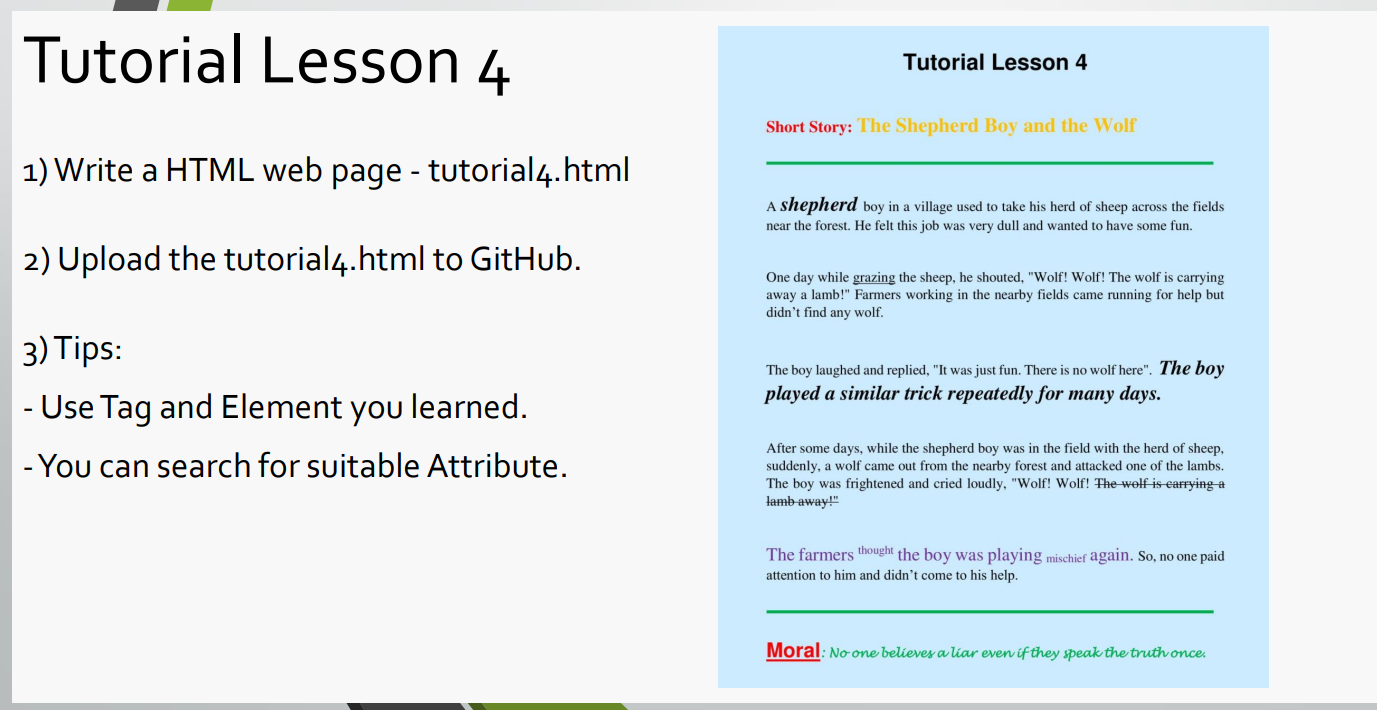 Tutorial Lesson 4
1) Write a HTML web page - tutorial4.html
2) Upload the tutorial4.html to GitHub.
3) Tips:
- Use Tag and Element you learned.
- You can search for suitable Attribute.
Tutorial Lesson 4
Short Story: The Shepherd Boy and the Wolf
A shepherd boy in a village used to take his herd of sheep across the fields
near the forest. He felt this job was very dull and wanted to have some fun.
One day while grazing the sheep, he shouted, "Wolf! Wolf! The wolf is carrying
away a lamb!" Farmers working in the nearby fields came running for help but
didn’t find any wolf.
The boy laughed and replied, "It was just fun. There is no wolf here". The boy
played a similar trick repeatedly for many days.
After some days, while the shepherd boy was in the field with the herd of sheep,
suddenly, a wolf came out from the nearby forest and attacked one of the lambs.
The boy was frightened and cried loudly, "Wolf! Wolf! The wolf is carrying a
lamb away!"
The farmers thought the boy was playing mischief again. So, no one paid
attention to him and didn’t come to his help.
Moral: No one believes a liar even if they speak the truth once.